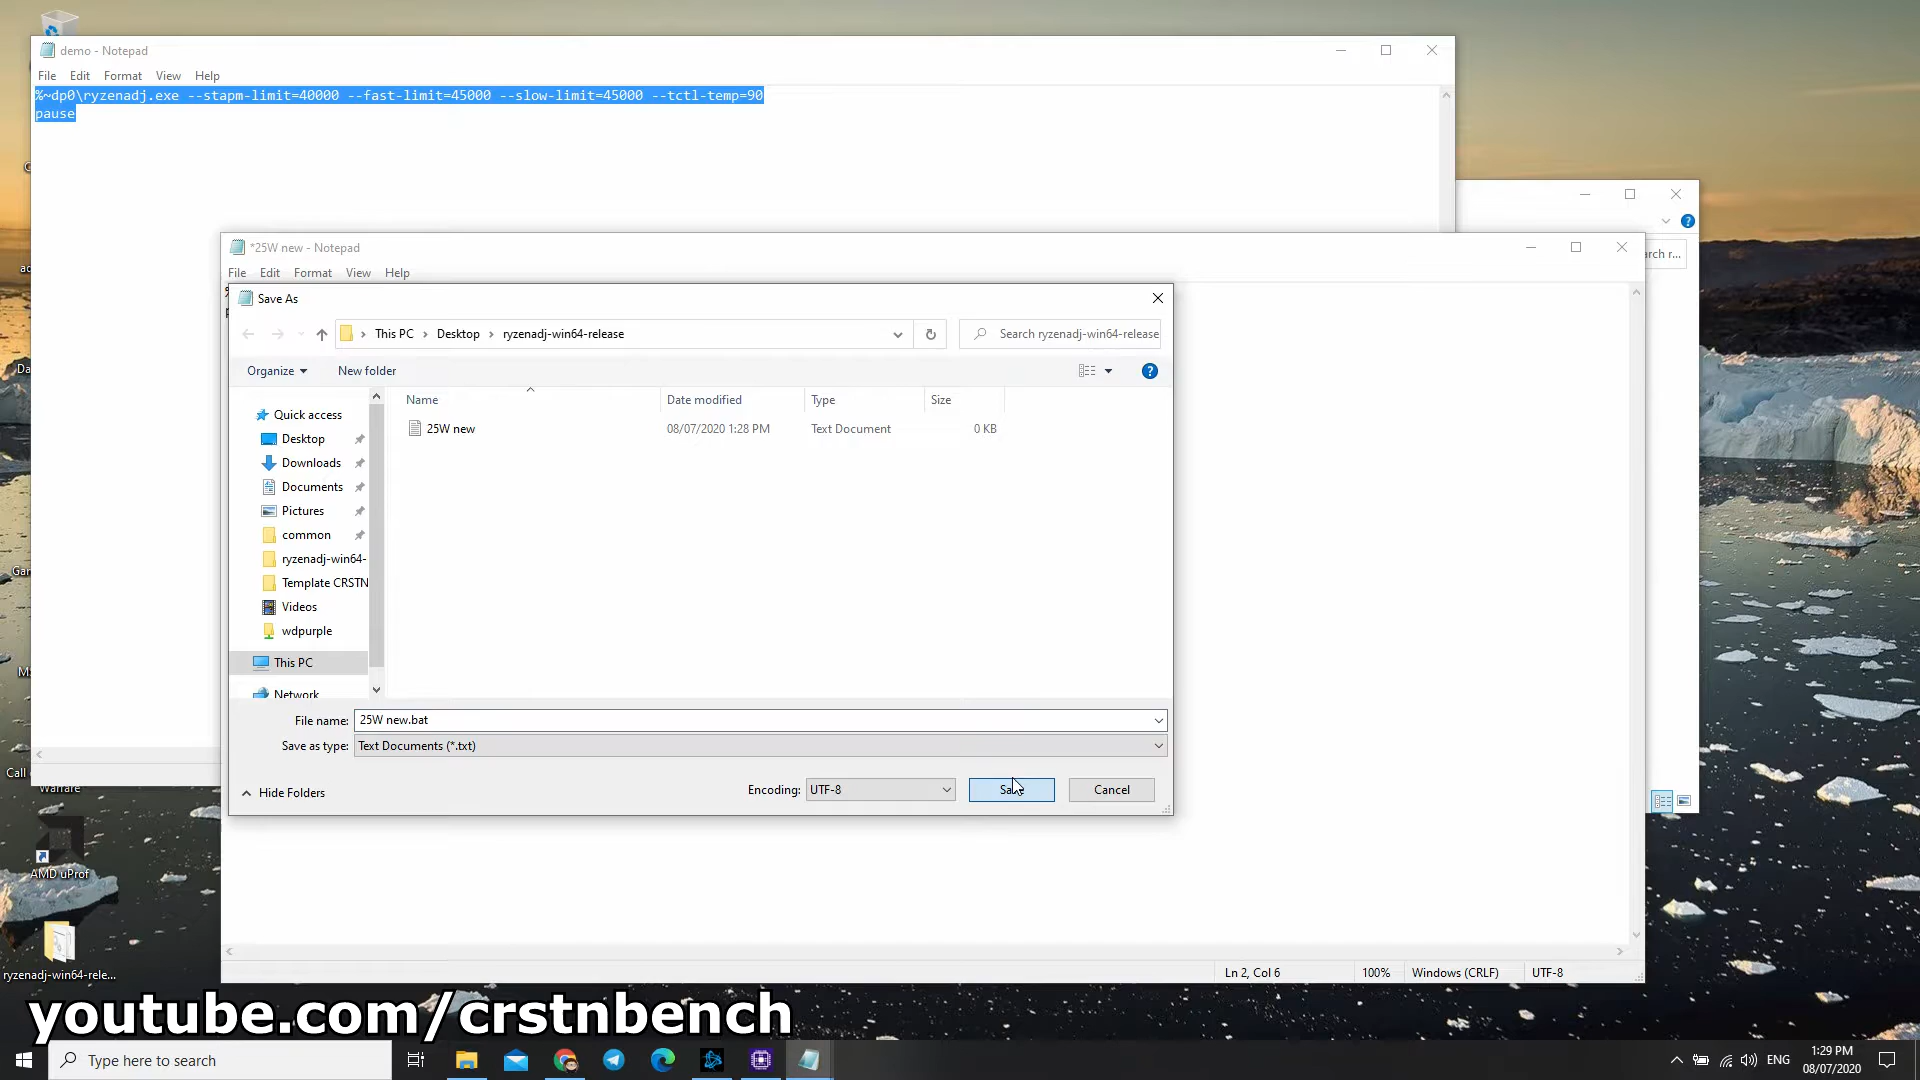 demo - Notepad
File Edit Format View Help
%~dp0\ryzenadj.exe --stapm-limit=40000 --fast-limit=45000 --slow-limit=45000 --tctl-temp=90
pause
*25W new - Notepad
File Edit Format View Help
Save As
This PC Desktop ryzenadj-win64-release
Search ryzenadj-win64-release
Organize New folder
Name Date modified Type Size
25W new 08/07/2020 1:28 PM Text Document 0 KB
Quick access
Desktop
Downloads
Documents
Pictures
common
ryzenadj-win64-
Template CRSTN
Videos
wdpurple
This PC
Network
File name: 25W new.bat
Save as type: Text Documents (*.txt)
Hide Folders
Encoding: UTF-8 Save Cancel
arch r...
Call
Warfare
AMD uProf
ryzenadj-win64-rele...
Ln 2, Col 6 100% Windows (CRLF) UTF-8
youtube.com/crstnbench
Type here to search
ENG
1:29 PM
08/07/2020